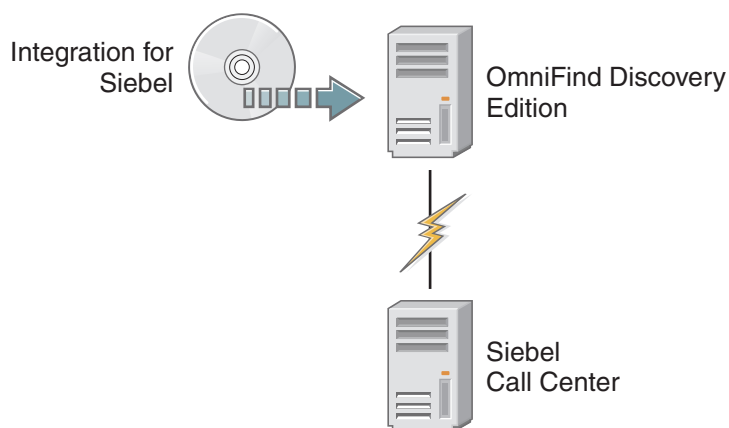 Integration for
Siebel
OmniFind Discovery
Edition
Siebel
Call Center